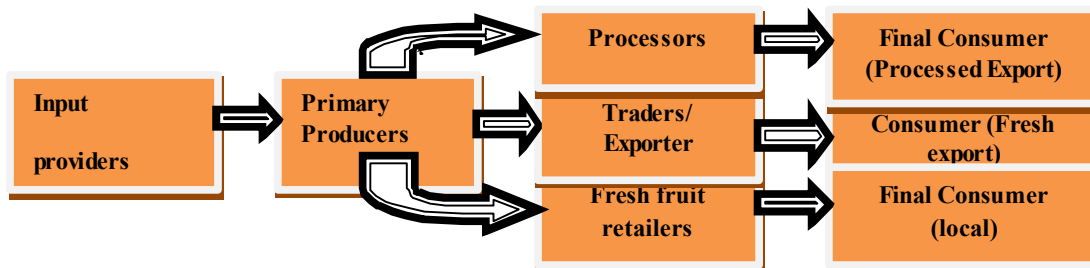 Input
providers
Primary
Producers
Processors
Traders/
Exporter
Fresh fruit
retailers
Final Consumer
(Processed Export)
Consumer (Fresh
export)
Final Consumer
(local)